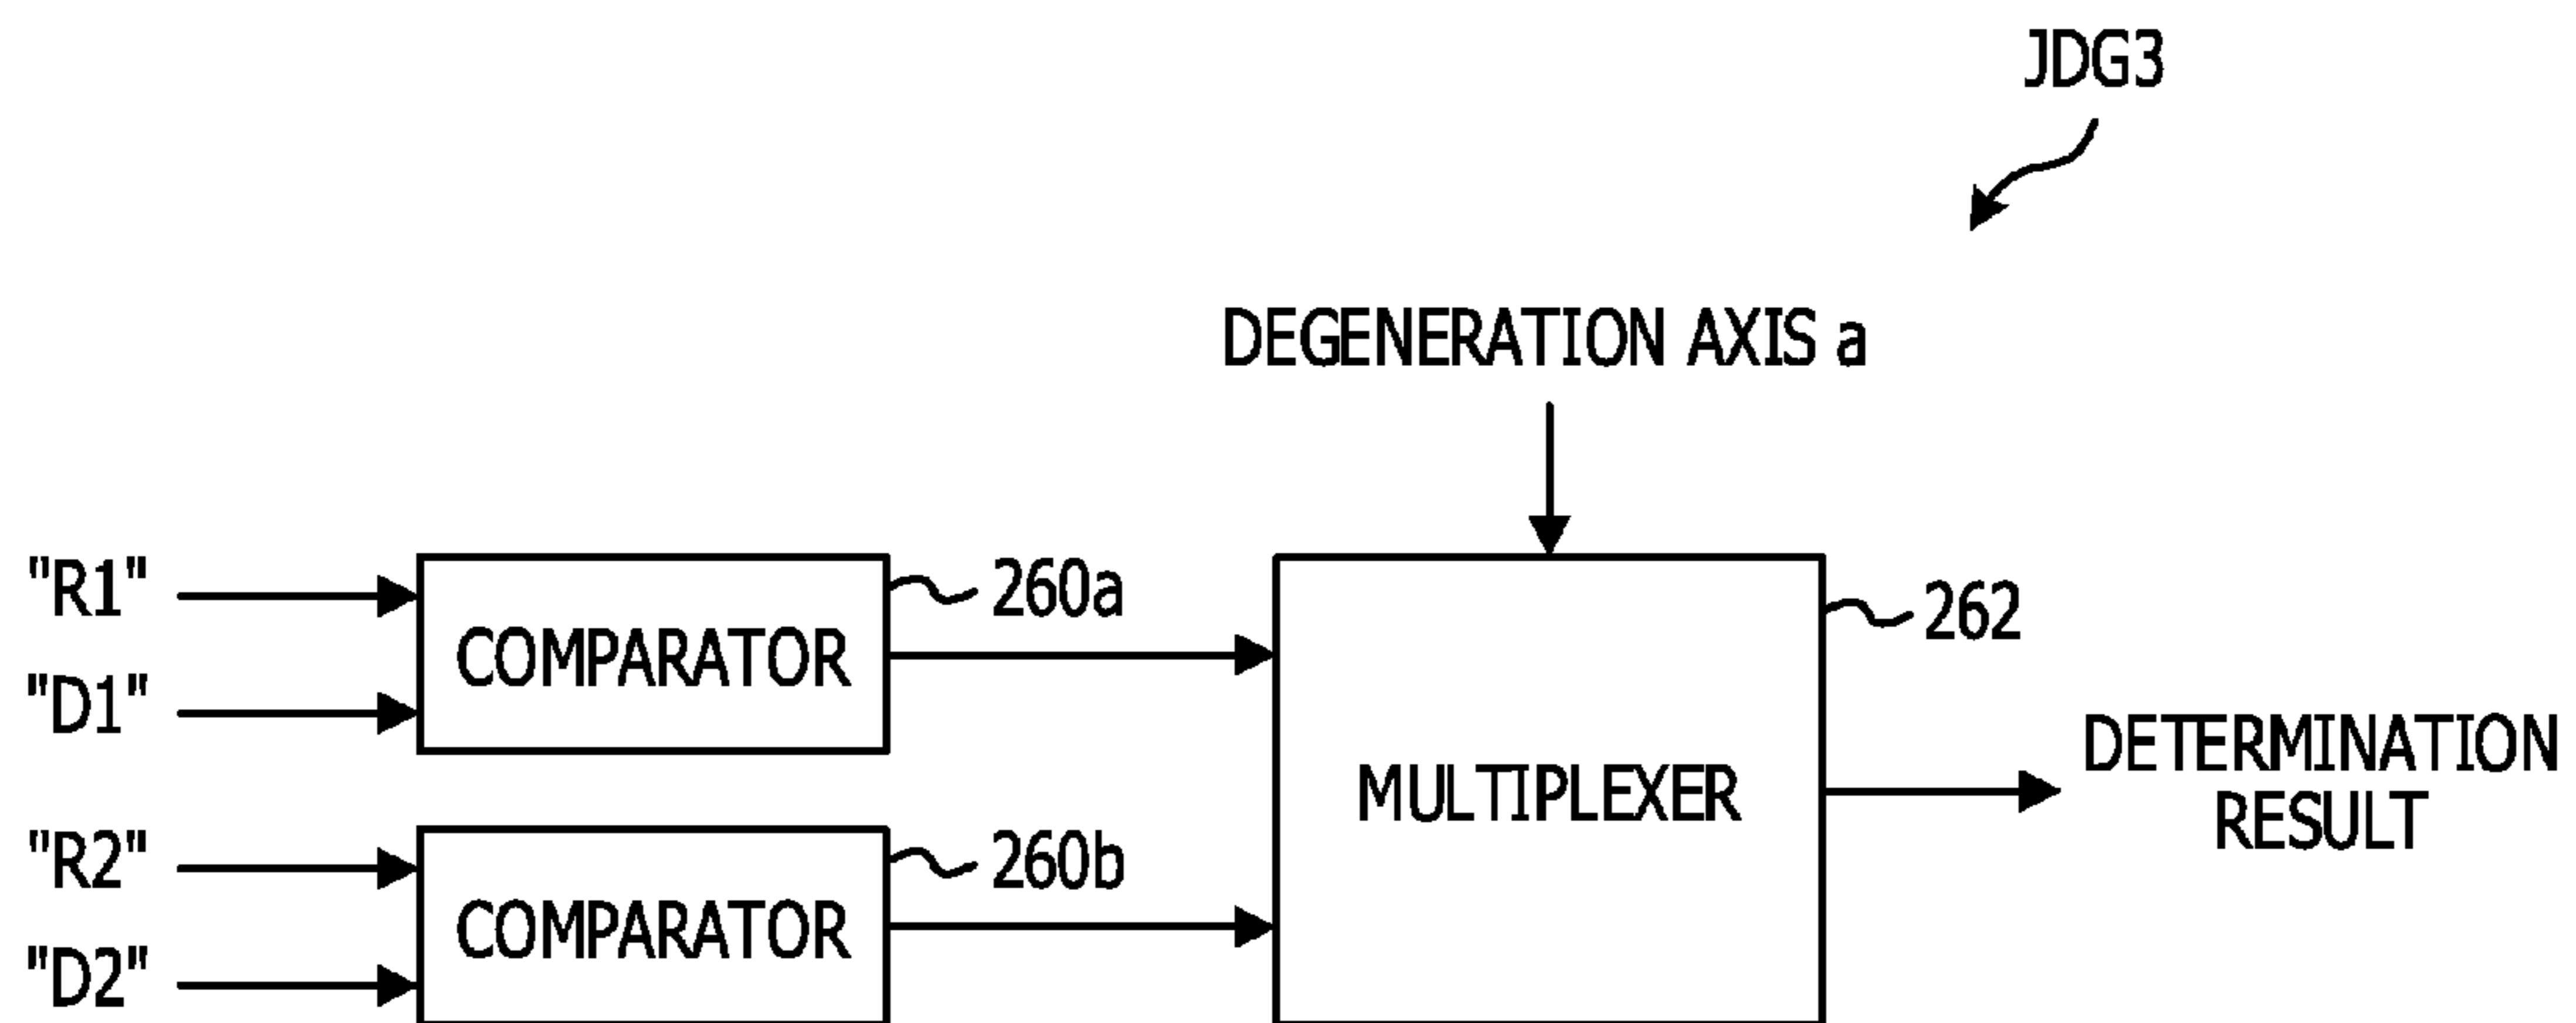 JDG3
DEGENERATION AXIS a
"R1"
"D1"
COMPARATOR
260a
"R2"
"D2"
COMPARATOR
260b
MULTIPLEXER
262
DETERMINATION
RESULT